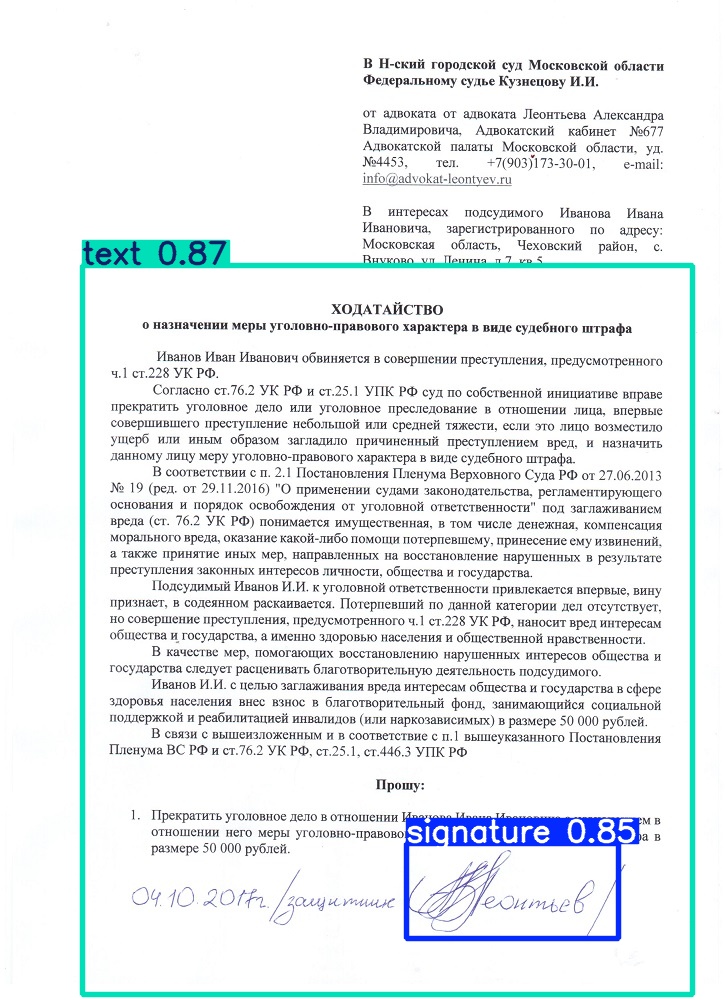 В Н-ский городской суд Московской области
Федеральному судье Кузнецову И.И.
от адвоката от адвоката Леонтьева Александра
Владимировича, Адвокатский кабинет №677
Адвокатской палаты Московской области, уд.
№4453, тел. +7(903)173-30-01, e-mail:
info@advokat-leontyev.ru
В интересах подсудимого Иванова Ивана
Ивановича, зарегистрированного по адресу:
Московская область, Чеховский район, с.
Внуково, ул. Ленина, д.7, кв.5
text 0.87
ХОДАТАЙСТВО
о назначении меры уголовно-правового характера в виде судебного штрафа
Иванов Иван Иванович обвиняется в совершении преступления, предусмотренного
ч.1 ст.228 УК РФ.
Согласно ст.76.2 УК РФ и ст.25.1 УПК РФ суд по собственной инициативе вправе
прекратить уголовное дело или уголовное преследование в отношении лица, впервые
совершившего преступление небольшой или средней тяжести, если это лицо возместило
ущерб или иным образом загладило причиненный преступлением вред, и назначить
данному лицу меру уголовно-правового характера в виде судебного штрафа.
В соответствии с п. 2.1 Постановления Пленума Верховного Суда РФ от 27.06.2013
№ 19 (ред. от 29.11.2016) "О применении судами законодательства, регламентирующего
основания и порядок освобождения от уголовной ответственности" под заглаживанием
вреда (ст. 76.2 УК РФ) понимается имущественная, в том числе денежная, компенсация
морального вреда, оказание какой-либо помощи потерпевшему, принесение ему извинений,
а также принятие иных мер, направленных на восстановление нарушенных в результате
преступления законных интересов личности, общества и государства.
Подсудимый Иванов И.И. к уголовной ответственности привлекается впервые, вину
признает, в содеянном раскаивается. Потерпевший по данной категории дел отсутствует,
но совершение преступления, предусмотренного ч.1 ст.228 УК РФ, наносит вред интересам
общества и государства, а именно здоровью населения и общественной нравственности.
В качестве мер, помогающих восстановлению нарушенных интересов общества и
государства следует расценивать благотворительную деятельность подсудимого.
Иванов И.И. с целью заглаживания вреда интересам общества и государства в сфере
здоровья населения внес взнос в благотворительный фонд, занимающийся социальной
поддержкой и реабилитацией инвалидов (или наркозависимых) в размере 50 000 рублей.
В связи с вышеизложенным и в соответствие с п.1 вышеуказанного Постановления
Пленума ВС РФ и ст.76.2 УК РФ, ст.25.1, ст.446.3 УПК РФ
Прошу:
1. Прекратить уголовное дело в отношении Иванова Ивана Ивановича
отношении него меры уголовно-правовог в
размере 50 000 рублей.
signature 0.85
04.10.2017г. /защитник Леонтьев/